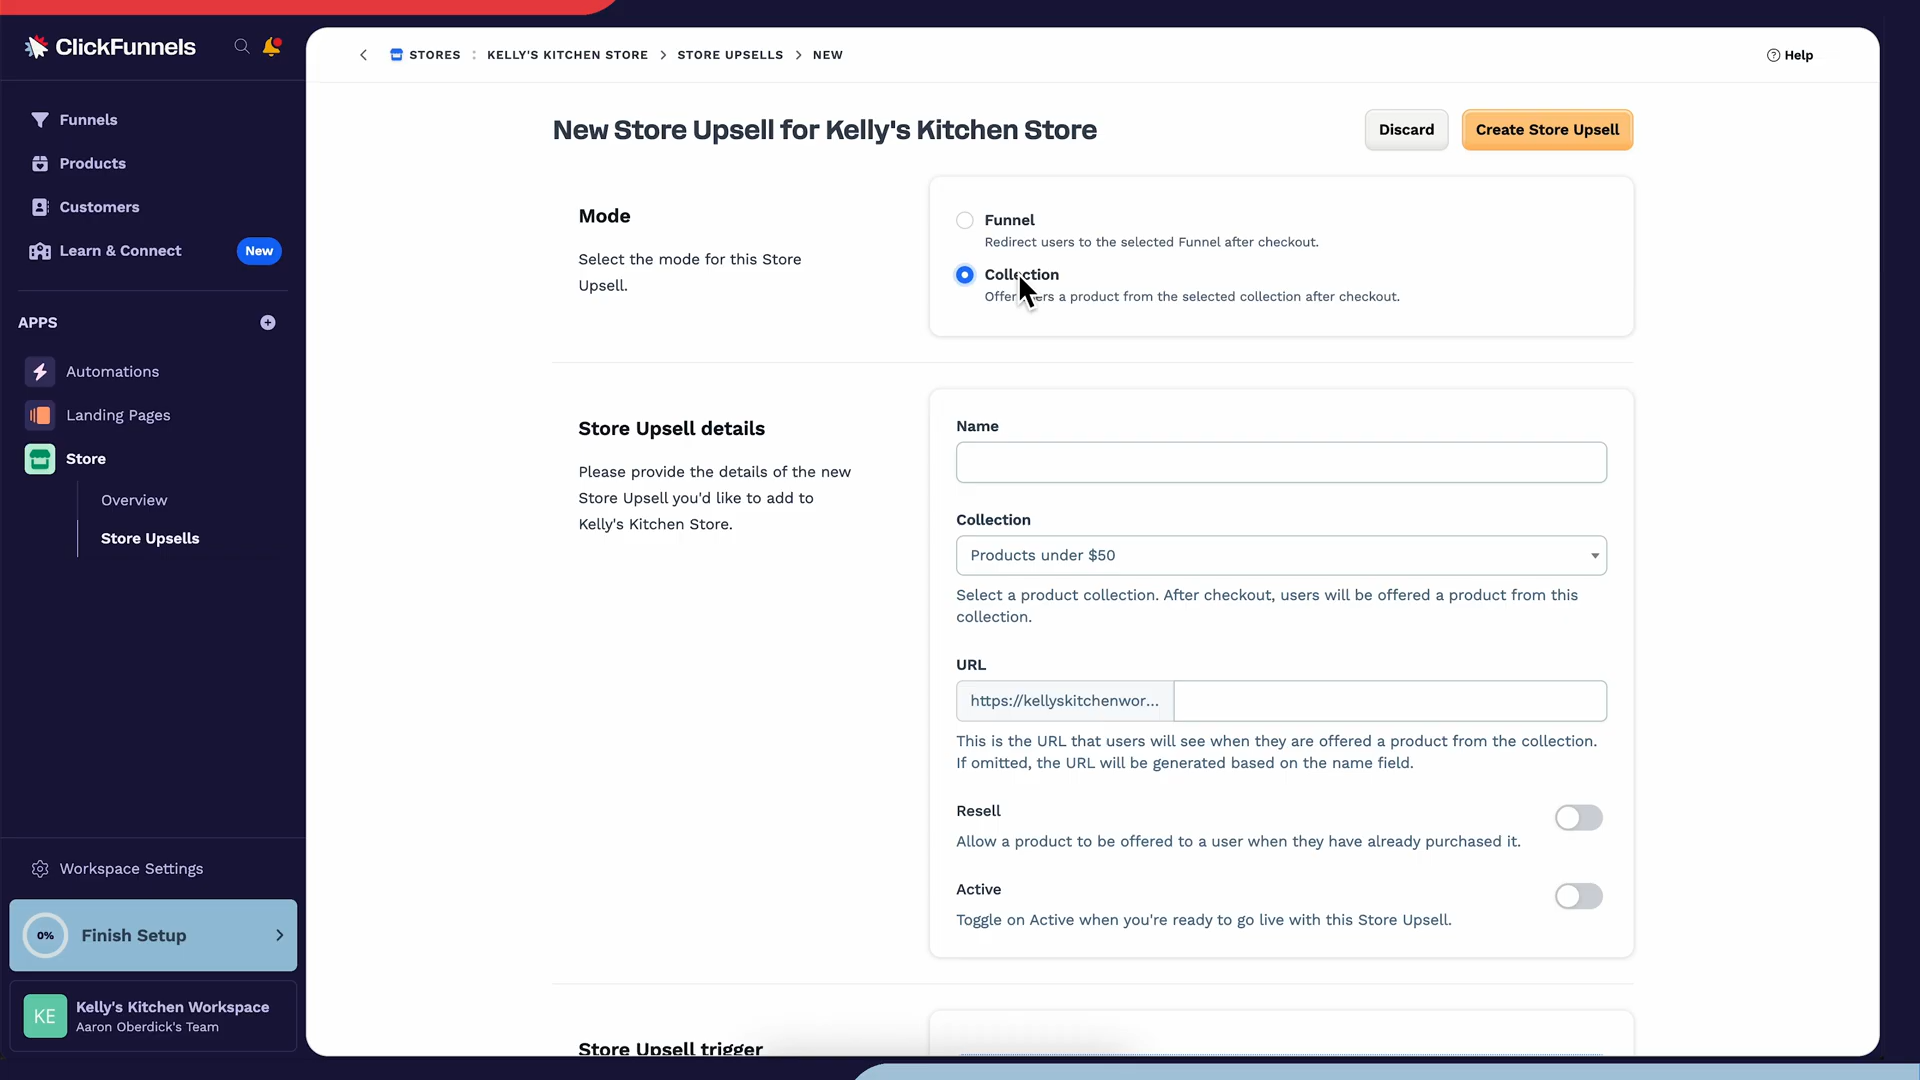 ClickFunnels
STORES : KELLY'S KITCHEN STORE > STORE UPSELLS > NEW
Help
Funnels
Products
Customers
Learn & Connect
New
APPS
Automations
Landing Pages
Store
Overview
Store Upsells
Workspace Settings
0%
Finish Setup
KE
Kelly's Kitchen Workspace
Aaron Oberdick's Team
New Store Upsell for Kelly's Kitchen Store
Discard
Create Store Upsell
Mode
Select the mode for this Store
Upsell.
Funnel
Redirect users to the selected Funnel after checkout.
Collection
a product from the selected collection after checkout.
Store Upsell details
Please provide the details of the new
Store Upsell you'd like to add to
Kelly's Kitchen Store.
Name
Collection
Products under $50
Select a product collection. After checkout, users will be offered a product from this
collection.
URL
https://kellyskitchenwor...
This is the URL that users will see when they are offered a product from the collection.
If omitted, the URL will be generated based on the name field.
Resell
Allow a product to be offered to a user when they have already purchased it.
Active
Toggle on Active when you're ready to go live with this Store Upsell.
Store Upsell trigger